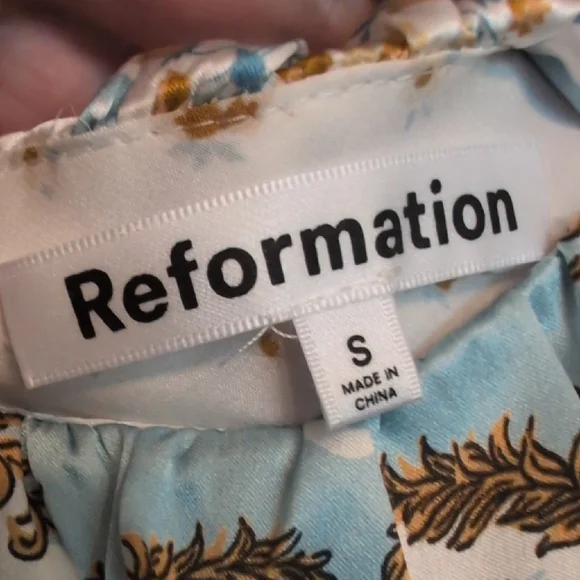 Reformation
S
MADE IN
CHINA